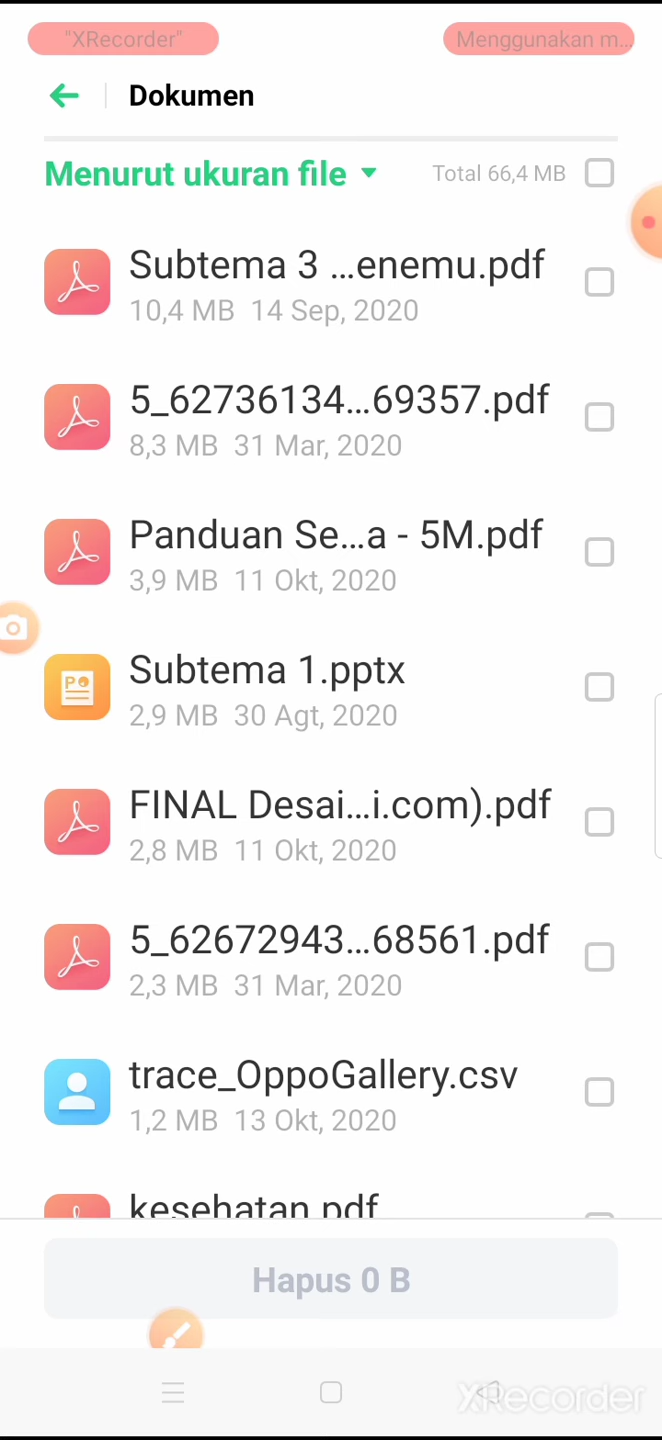 "XRecorder"
Menggunakan m...
Dokumen
Menurut ukuran file
Total 66,4 MB
Subtema 3 ...enemu.pdf
10,4 MB 14 Sep, 2020
5_62736134...69357.pdf
8,3 MB 31 Mar, 2020
Panduan Se...a - 5M.pdf
3,9 MB 11 Okt, 2020
Subtema 1.pptx
2,9 MB 30 Agt, 2020
FINAL Desai...i.com).pdf
2,8 MB 11 Okt, 2020
5_62672943...68561.pdf
2,3 MB 31 Mar, 2020
trace_OppoGallery.csv
1,2 MB 13 Okt, 2020
kesehatan.pdf
Hapus 0 B
XRecorder